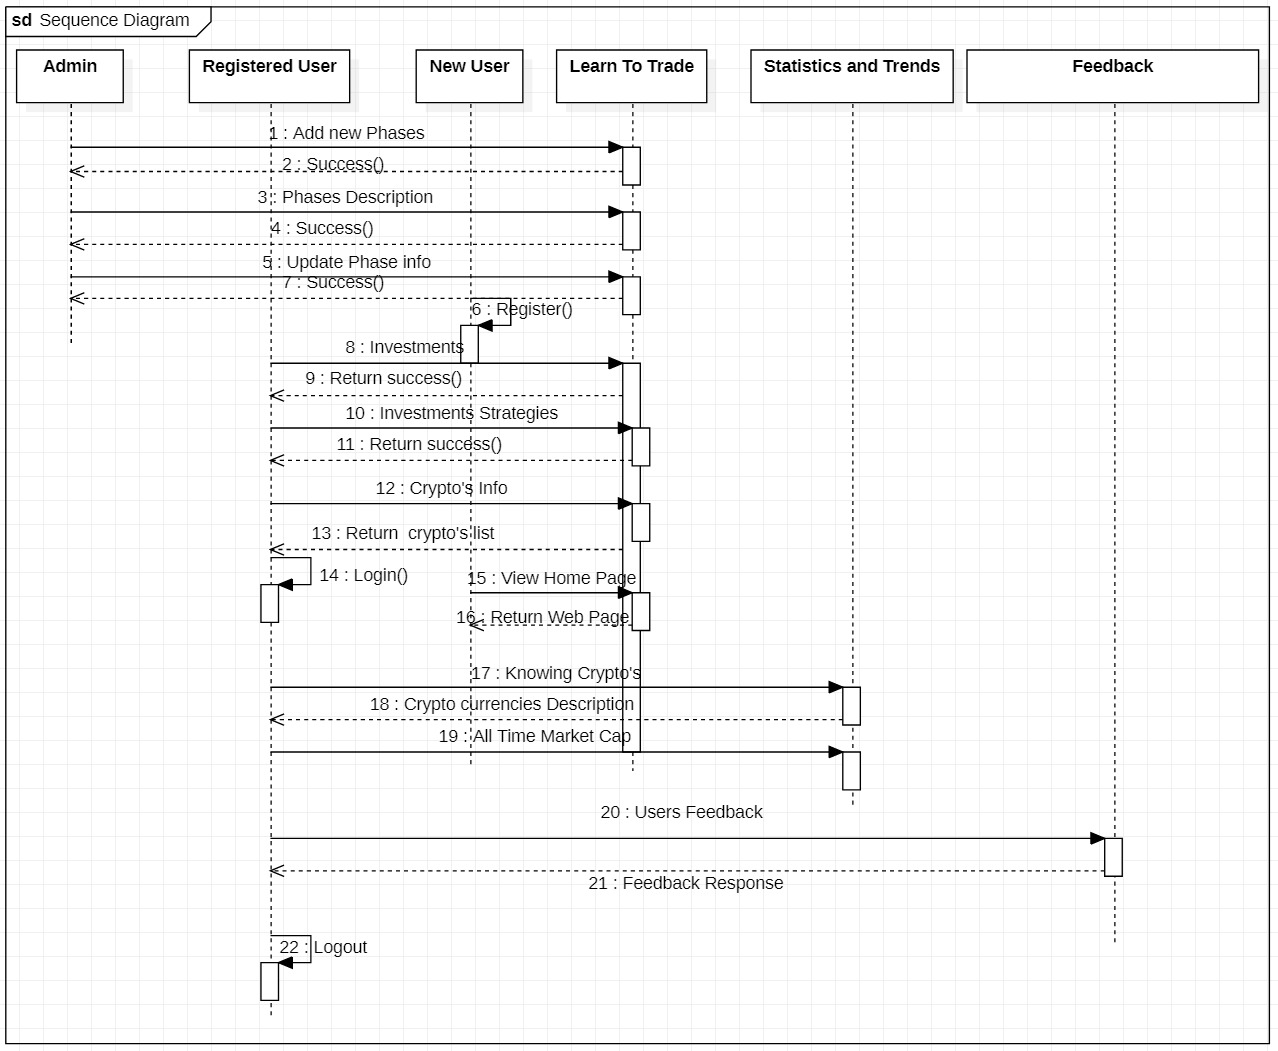 sd Sequence Diagram
Admin
Registered User
New User
Learn To Trade
Statistics and Trends
Feedback
1 : Add new Phases
2 : Success()
3 : Phases Description
4 : Success()
5 : Update Phase info
7 : Success()
6 : Register()
8 : Investments
9 : Return success()
10 : Investments Strategies
11 : Return success()
12 : Crypto's Info
13 : Return  crypto's list
14 : Login()
15 : View Home Page
16 : Return Web Page
17 : Knowing Crypto's
18 : Crypto currencies Description
19 : All Time Market Cap
20 : Users Feedback
21 : Feedback Response
22 : Logout